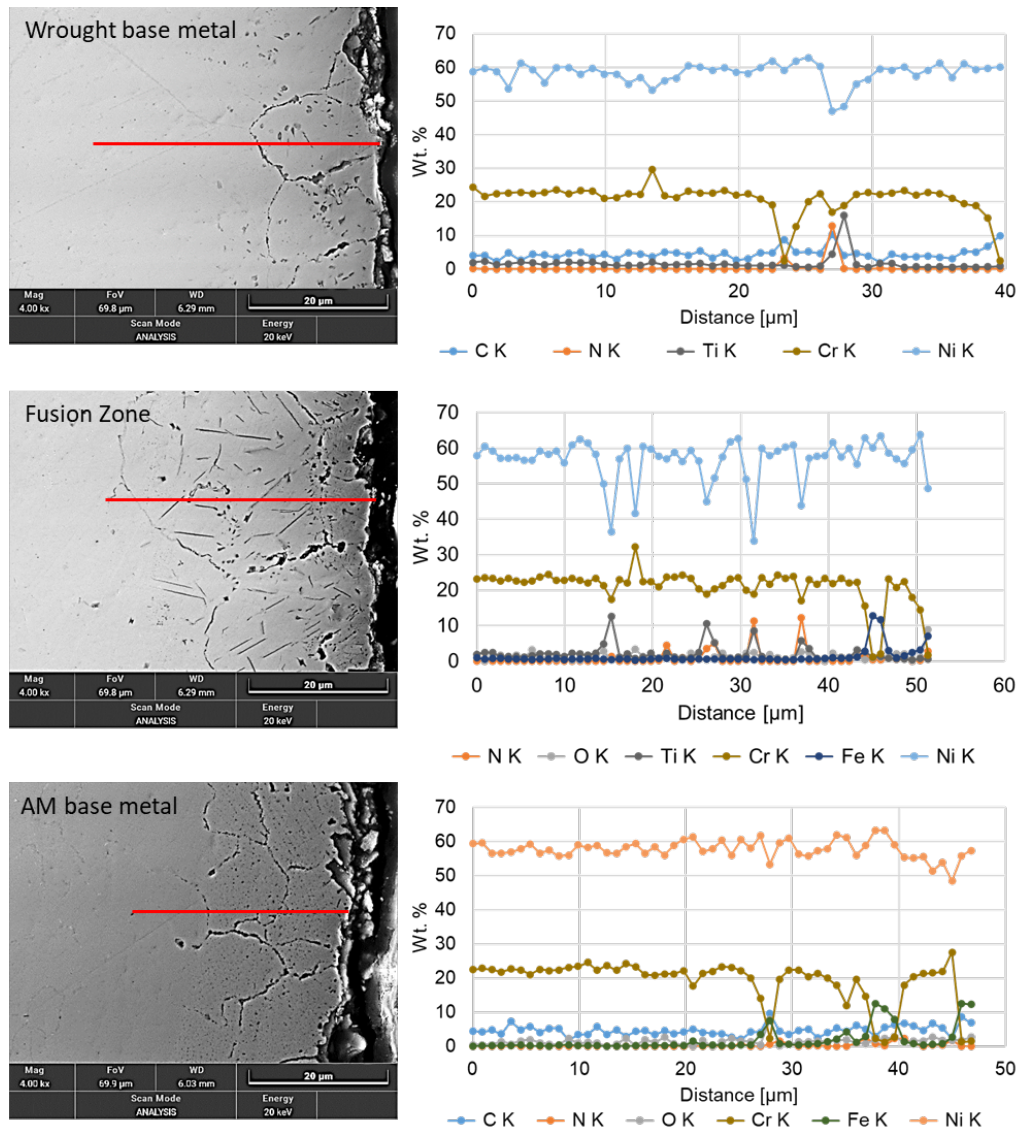 Wrought base metal
Mag FoV WD
4.00 kx 69.8 µm 6.29 mm 20 µm
Scan Mode Energy
ANALYSIS 20 keV
70
60
50
40
30
20
10
0
Wt. %
0 10 20 30 40
Distance [µm]
C K N K Ti K Cr K Ni K
Fusion Zone
Mag FoV WD
4.00 kx 69.8 µm 6.29 mm 20 µm
Scan Mode Energy
ANALYSIS 20 keV
70
60
50
40
30
20
10
0
Wt. %
0 10 20 30 40 50 60
Distance [µm]
N K O K Ti K Cr K Fe K Ni K
AM base metal
Mag FoV WD
4.00 kx 69.9 µm 6.03 mm 20 µm
Scan Mode Energy
ANALYSIS 20 keV
70
60
50
40
30
20
10
0
Wt. %
0 10 20 30 40 50
Distance [µm]
C K N K O K Cr K Fe K Ni K